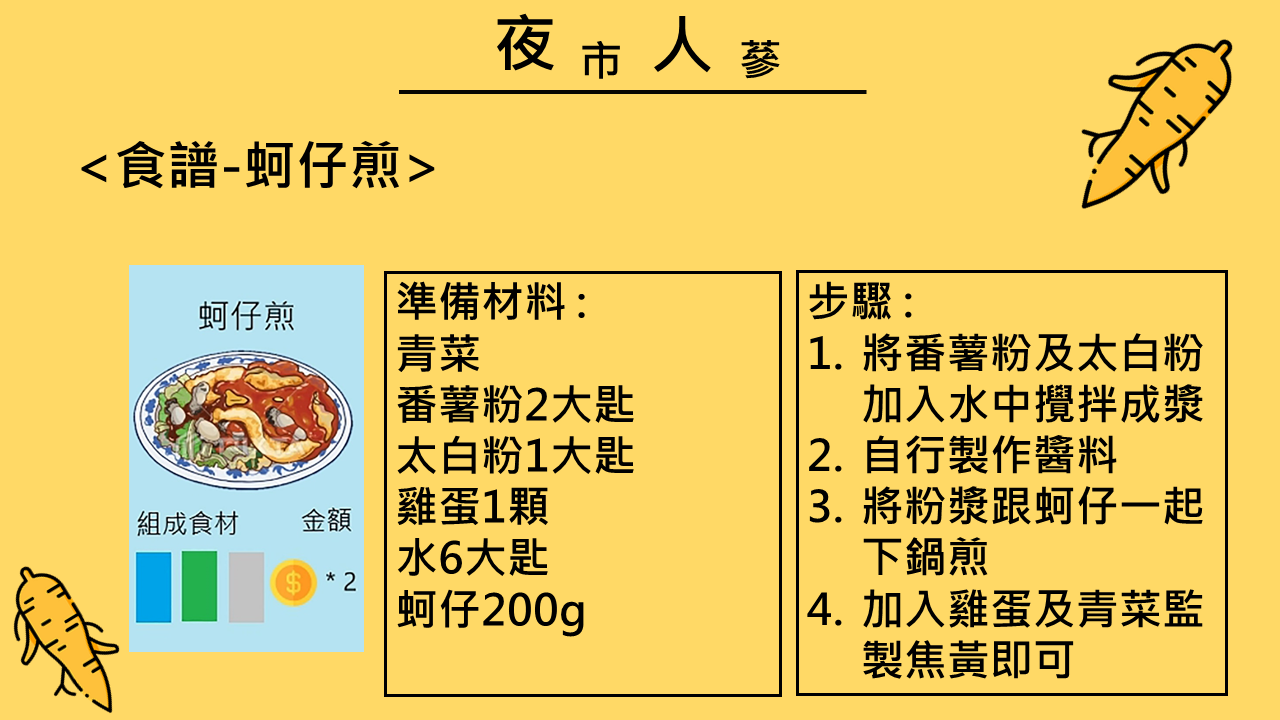 夜市人蔘
<食譜-蚵仔煎>
蚵仔煎
組成食材 金額
$ * 2
準備材料:
青菜
番薯粉2大匙
太白粉1大匙
雞蛋1顆
水6大匙
蚵仔200g
步驟:
1. 將番薯粉及太白粉
加入水中攪拌成漿
2. 自行製作醬料
3. 將粉漿跟蚵仔一起
下鍋煎
4. 加入雞蛋及青菜監
製焦黃即可